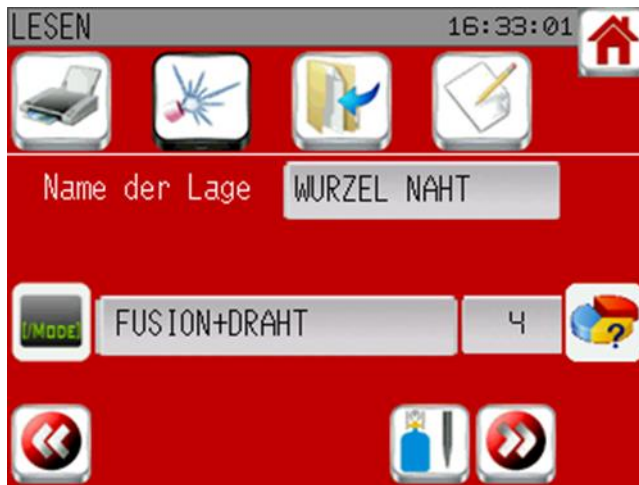 LESEN 16:33:01
Name der Lage WURZEL NAHT
[/MODE] FUSION+DRAHT 4 ?